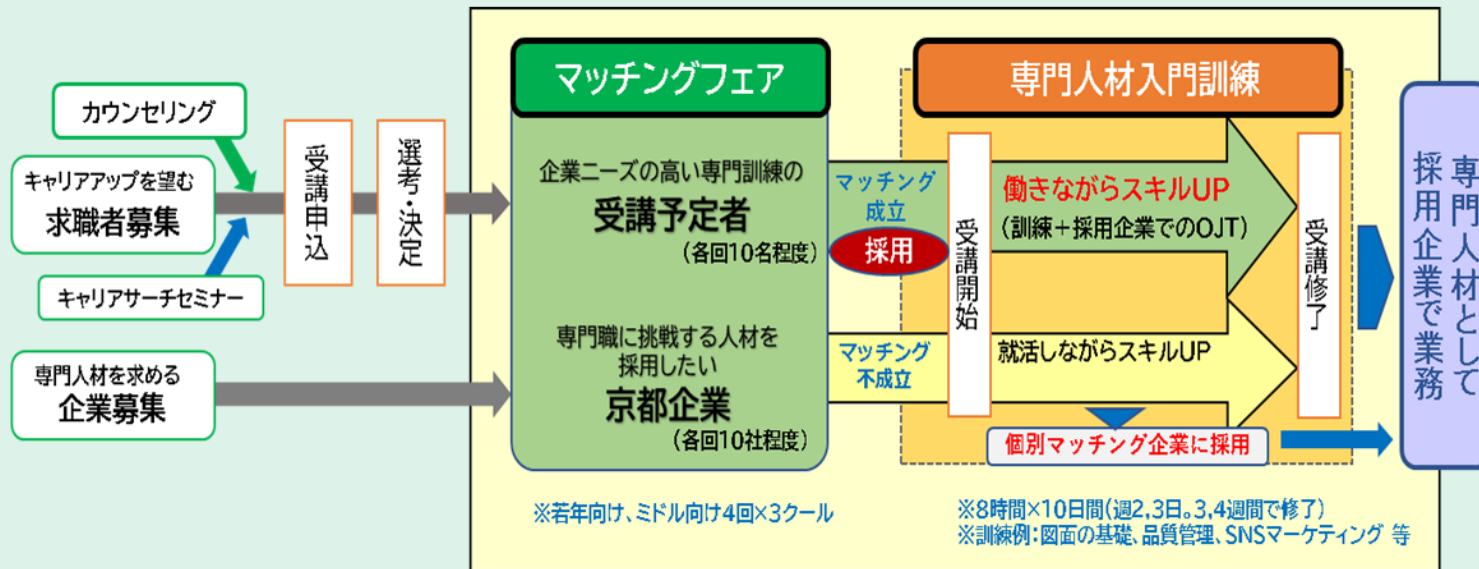 カウンセリング
キャリアアップを望む
求職者募集
キャリアサーチセミナー
専門人材を求める
企業募集
受講申込
選考・決定
マッチングフェア
企業ニーズの高い専門訓練の
受講予定者
(各回10名程度)
専門職に挑戦する人材を
採用したい
京都企業
(各回10社程度)
※若年向け、ミドル向け4回×3クール
マッチング
成立
採用
マッチング
不成立
専門人材入門訓練
受講開始
働きながらスキルUP
(訓練+採用企業でのOJT)
就活しながらスキルUP
個別マッチング企業に採用
受講修了
※8時間×10日間(週2,3日。3,4週間で修了)
※訓練例:図面の基礎、品質管理、SNSマーケティング 等
専門人材として
採用企業で業務